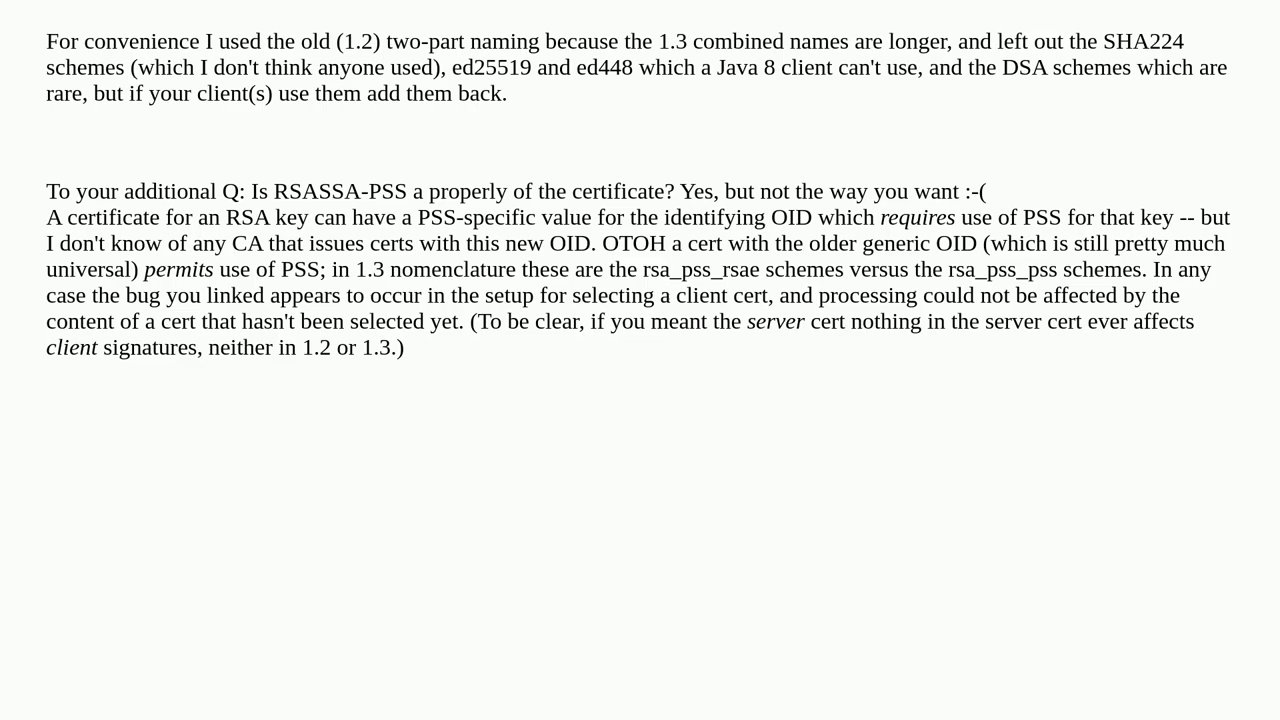 For convenience I used the old (1.2) two-part naming because the 1.3 combined names are longer, and left out the SHA224
schemes (which I don't think anyone used), ed25519 and ed448 which a Java 8 client can't use, and the DSA schemes which are
rare, but if your client(s) use them add them back.
To your additional Q: Is RSASSA-PSS a properly of the certificate? Yes, but not the way you want :-(
A certificate for an RSA key can have a PSS-specific value for the identifying OID which requires use of PSS for that key -- but
I don't know of any CA that issues certs with this new OID. OTOH a cert with the older generic OID (which is still pretty much
universal) permits use of PSS; in 1.3 nomenclature these are the rsa_pss_rsae schemes versus the rsa_pss_pss schemes. In any
case the bug you linked appears to occur in the setup for selecting a client cert, and processing could not be affected by the
content of a cert that hasn't been selected yet. (To be clear, if you meant the server cert nothing in the server cert ever affects
client signatures, neither in 1.2 or 1.3.)